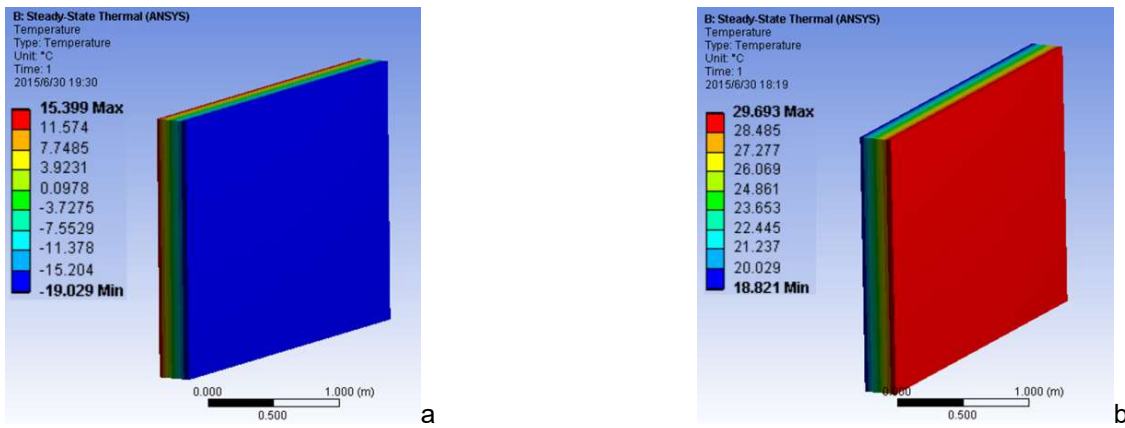 B: Steady-State Thermal (ANSYS)
Temperature
Type: Temperature
Unit: °C
Time: 1
2015/6/30 19:30
15.399 Max
11.574
7.7485
3.9231
0.0978
-3.7275
-7.5529
-11.378
-15.204
-19.029 Min
0.000
1.000 (m)
0.500
a
B: Steady-State Thermal (ANSYS)
Temperature
Type: Temperature
Unit: °C
Time: 1
2015/6/30 18:19
29.693 Max
28.485
27.277
26.069
24.861
23.653
22.445
21.237
20.029
18.821 Min
0.000
1.000 (m)
0.500
b